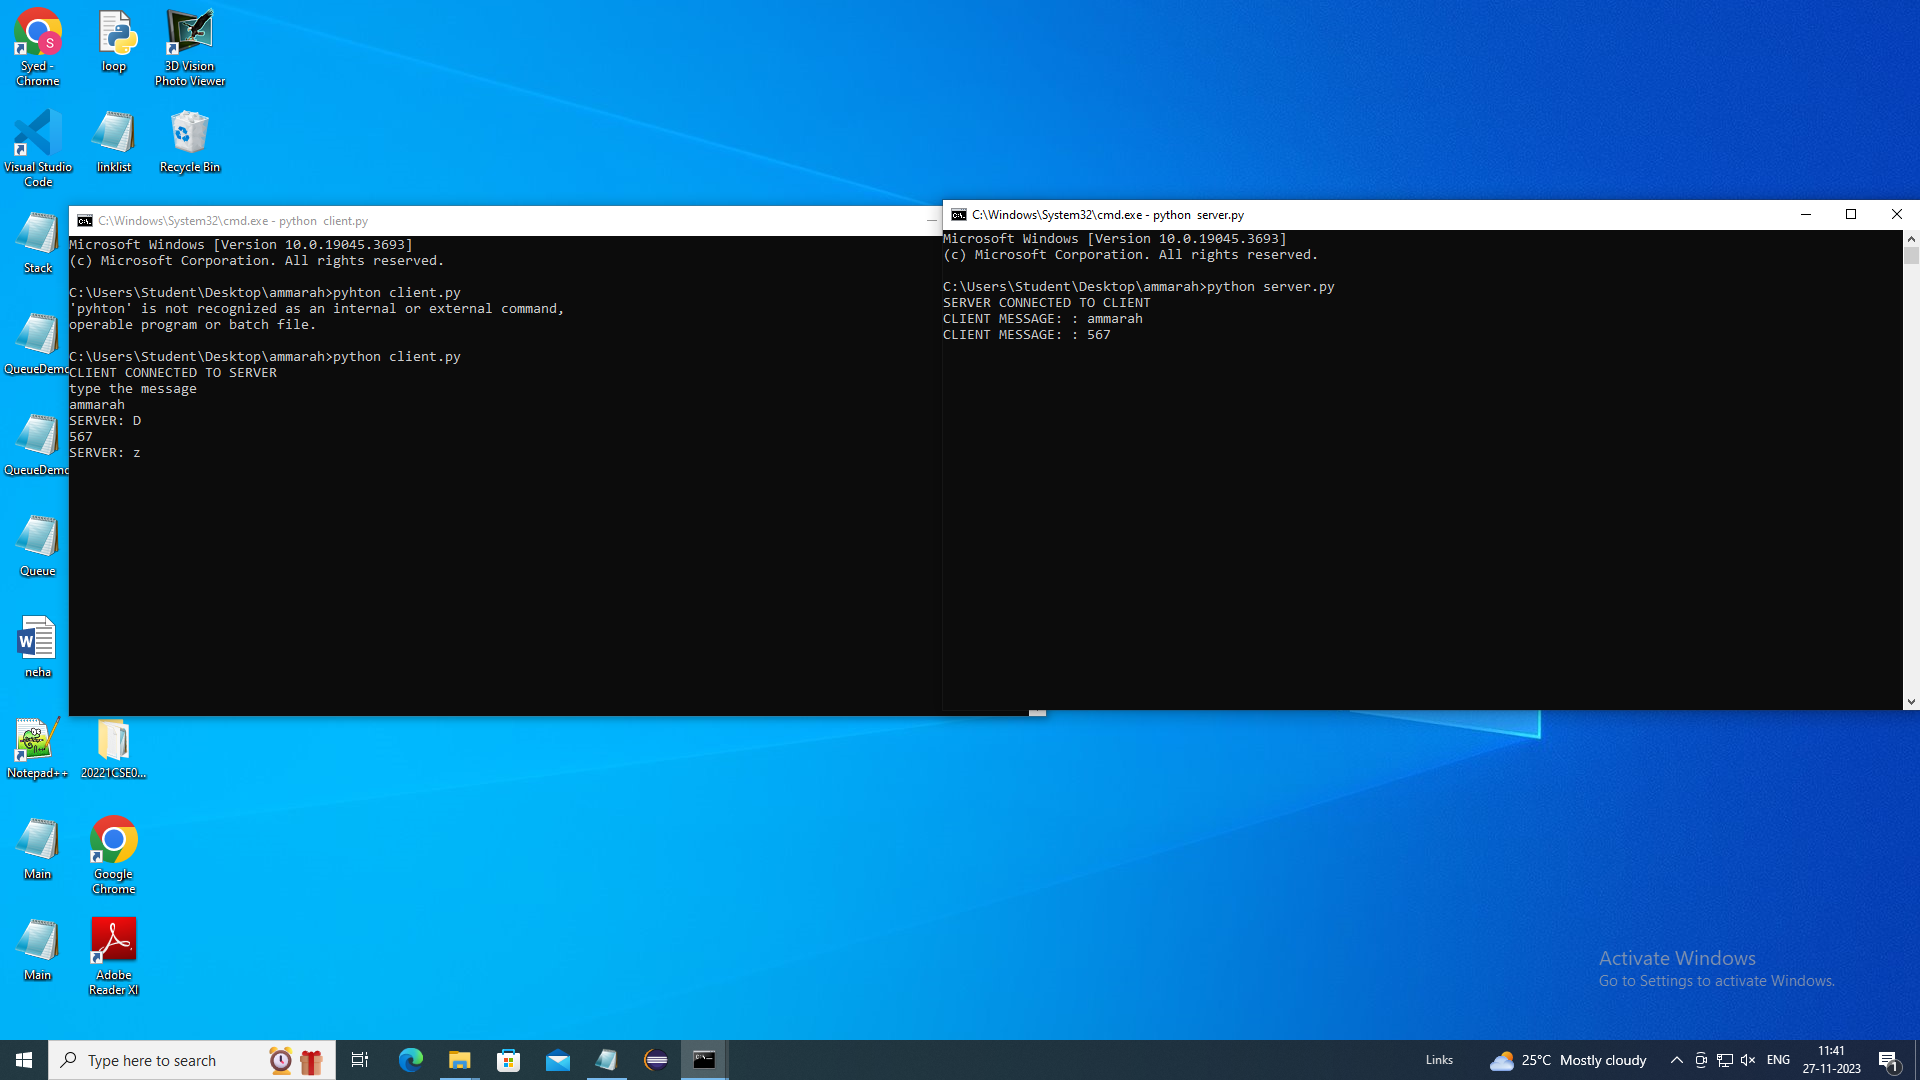 Syed -
Chrome
loop
3D Vision
Photo Viewer
Visual Studio
Code
linklist
Recycle Bin
Stack
QueueDemo
QueueDemo
Queue
neha
Notepad++
20221CSE0...
Main
Google
Chrome
Main
Adobe
Reader XI
C:\Windows\System32\cmd.exe - python  client.py
Microsoft Windows [Version 10.0.19045.3693]
(c) Microsoft Corporation. All rights reserved.
C:\Users\Student\Desktop\ammarah>pyhton client.py
'pyhton' is not recognized as an internal or external command,
operable program or batch file.
C:\Users\Student\Desktop\ammarah>python client.py
CLIENT CONNECTED TO SERVER
type the message
ammarah
SERVER: D
567
SERVER: z
C:\Windows\System32\cmd.exe - python  server.py
Microsoft Windows [Version 10.0.19045.3693]
(c) Microsoft Corporation. All rights reserved.
C:\Users\Student\Desktop\ammarah>python server.py
SERVER CONNECTED TO CLIENT
CLIENT MESSAGE: : ammarah
CLIENT MESSAGE: : 567
Activate Windows
Go to Settings to activate Windows.
Type here to search
Links
25°C Mostly cloudy
ENG
11:41
27-11-2023
1